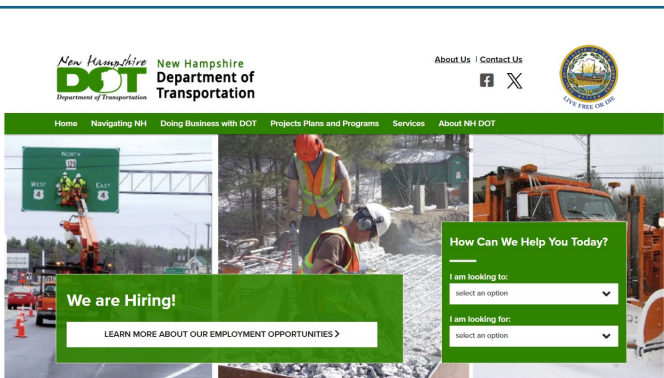 New Hampshire
DOT
Department of Transportation
New Hampshire
Department of
Transportation
About Us | Contact Us
LIVE FREE OR DIE
Home Navigating NH Doing Business with DOT Projects Plans and Programs Services About NH DOT
NORTH
WEST EAST
4 4
We are Hiring!
LEARN MORE ABOUT OUR EMPLOYMENT OPPORTUNITIES
How Can We Help You Today?
I am looking to:
select an option
I am looking for:
select an option